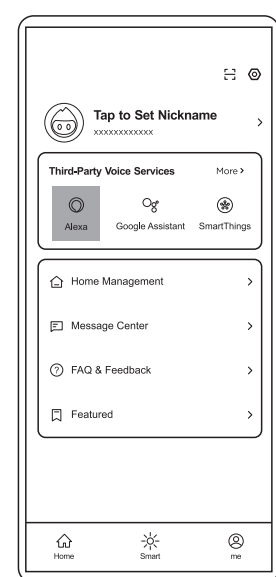 Tap to Set Nickname
xxxxxxxxxxxx
Third-Party Voice Services More >
Alexa Google Assistant SmartThings
Home Management
Message Center
FAQ & Feedback
Featured
Home Smart me